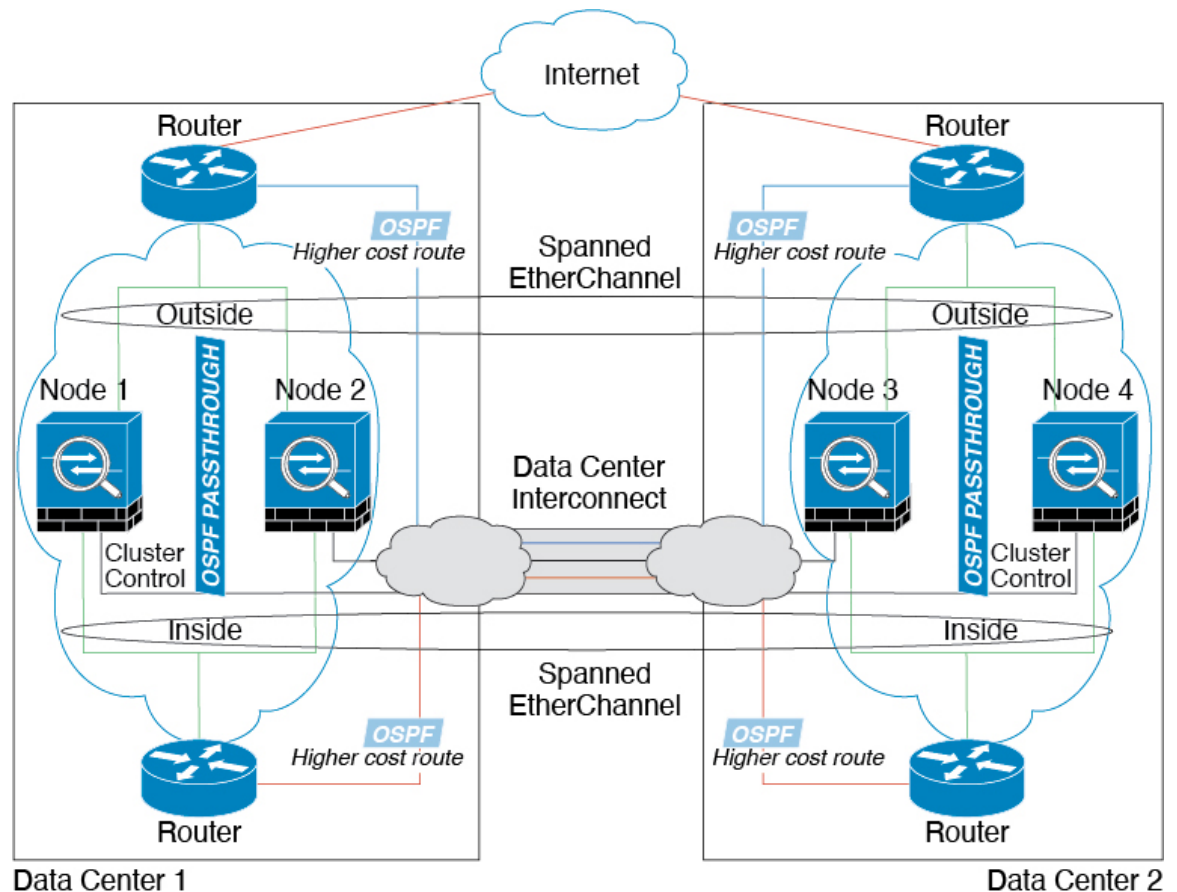 Internet
Router
Router
OSPF
Higher cost route
OSPF
Higher cost route
Spanned
EtherChannel
Outside
Outside
Node 1
OSPF PASSTHROUGH
Node 2
Node 3
OSPF PASSTHROUGH
Node 4
Data Center
Interconnect
Cluster
Control
Cluster
Control
Inside
Inside
Spanned
EtherChannel
OSPF
Higher cost route
OSPF
Higher cost route
Router
Router
Data Center 1
Data Center 2